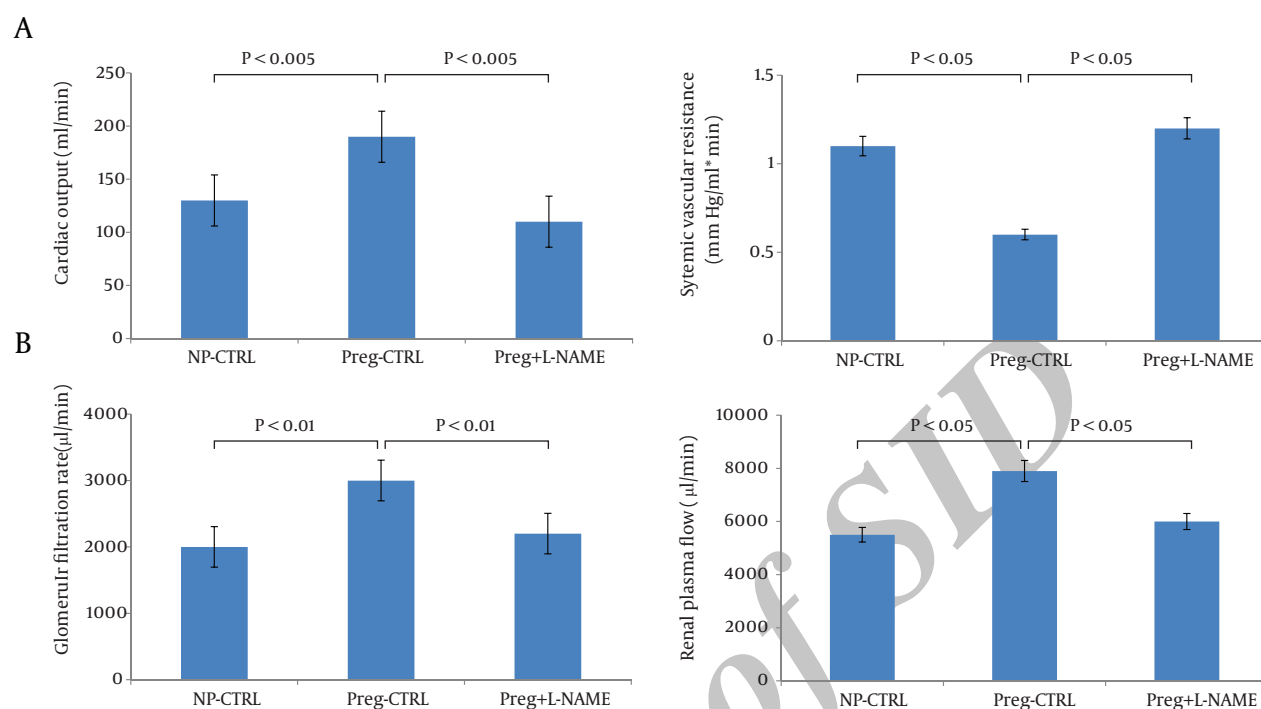 A
P < 0.005
P < 0.005
Cardiac output (ml/min)
250
200
150
100
50
0
NP-CTRL
Preg-CTRL
Preg+L-NAME
P < 0.05
P < 0.05
Sytemic vascular resistance
(mm Hg/ml* min)
1.5
1
0.5
0
NP-CTRL
Preg-CTRL
Preg+L-NAME
B
P < 0.01
P < 0.01
Glomerulr filtration rate(μl/min)
4000
3000
2000
1000
0
NP-CTRL
Preg-CTRL
Preg+L-NAME
P < 0.05
P < 0.05
Renal plasma flow ( μl/min)
10000
8000
6000
4000
2000
0
NP-CTRL
Preg-CTRL
Preg+L-NAME
of SID